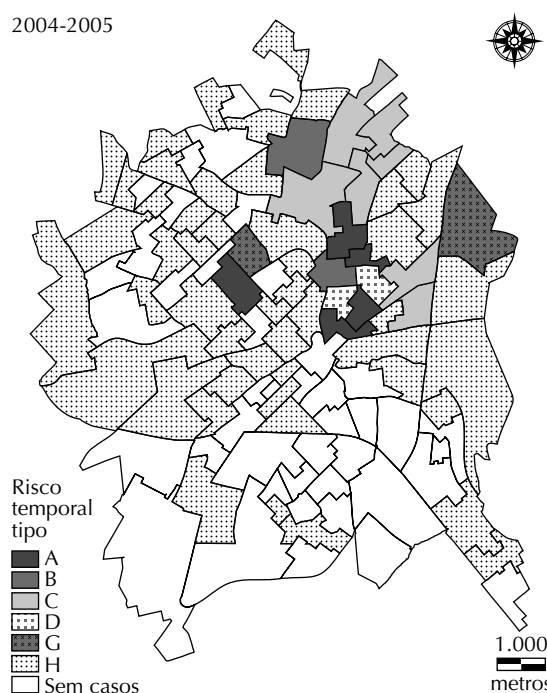 2004-2005
Risco
temporal
tipo
A
B
C
D
G
H
Sem casos
1.000
metros